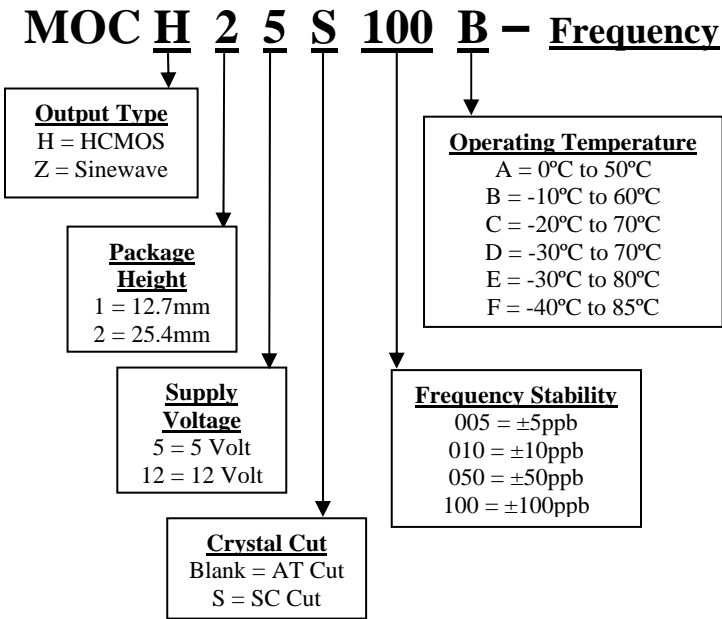 MOC H 2 5 S 100 B – Frequency
Output Type
H = HCMOS
Z = Sinewave
Package
Height
1 = 12.7mm
2 = 25.4mm
Supply
Voltage
5 = 5 Volt
12 = 12 Volt
Crystal Cut
Blank = AT Cut
S = SC Cut
Operating Temperature
A = 0ºC to 50ºC
B = -10ºC to 60ºC
C = -20ºC to 70ºC
D = -30ºC to 70ºC
E = -30ºC to 80ºC
F = -40ºC to 85ºC
Frequency Stability
005 = ±5ppb
010 = ±10ppb
050 = ±50ppb
100 = ±100ppb